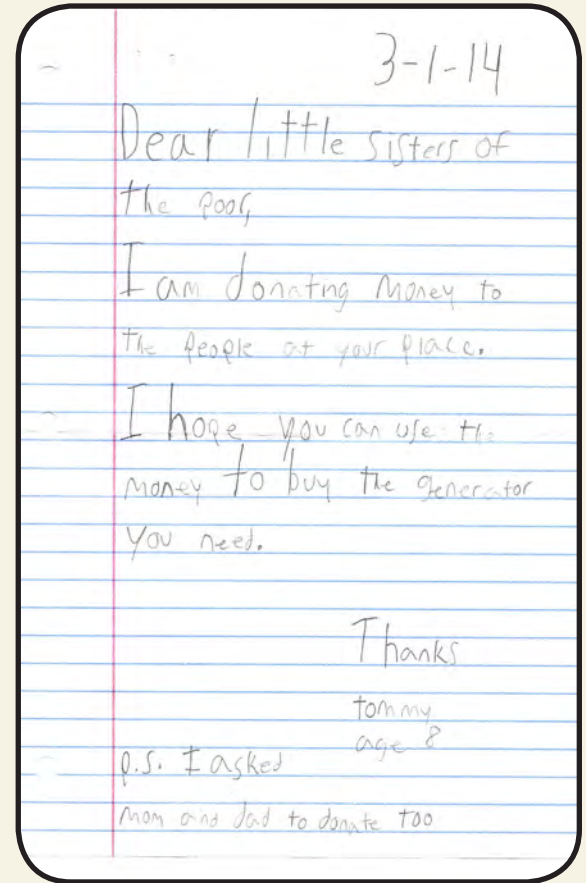 3-1-14
Dear little sisters of
the poor,
I am donating money to
the people at your place.
I hope you can use the
money to buy the generator
you need.
Thanks
tommy
age 8
p.s. I asked
mom and dad to donate too